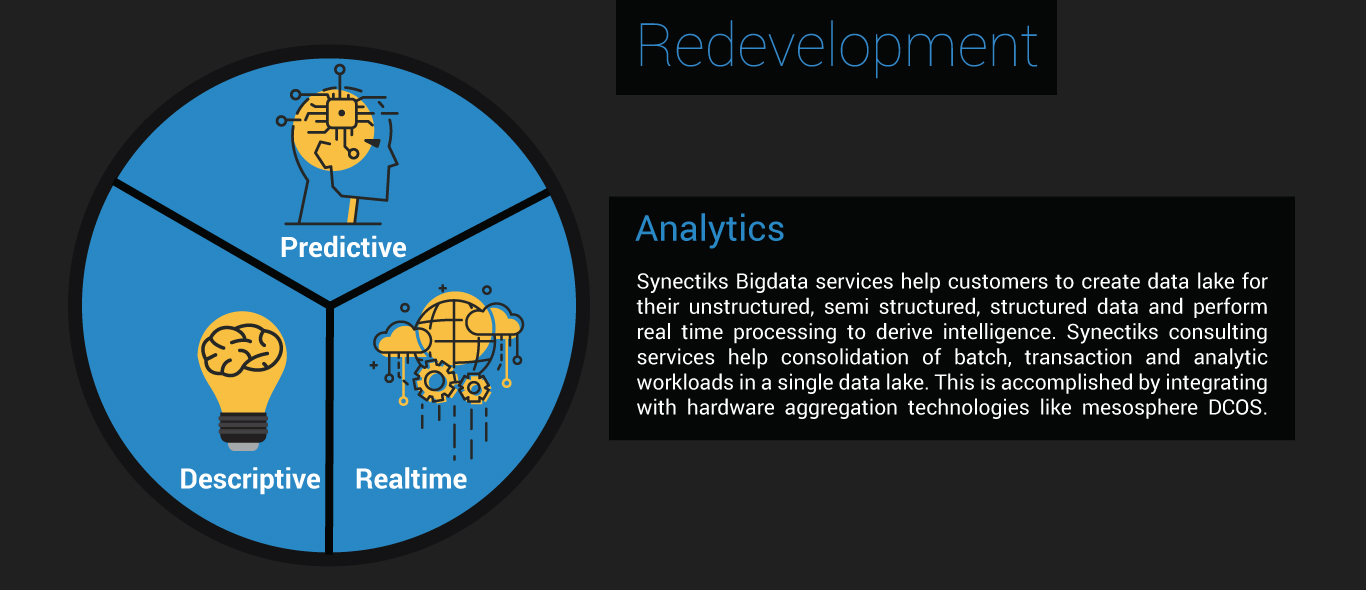 Redevelopment
Predictive
Descriptive
Realtime
Analytics
Synectiks Bigdata services help customers to create data lake for
their unstructured, semi structured, structured data and perform
real time processing to derive intelligence. Synectiks consulting
services help consolidation of batch, transaction and analytic
workloads in a single data lake. This is accomplished by integrating
with hardware aggregation technologies like mesosphere DCOS.